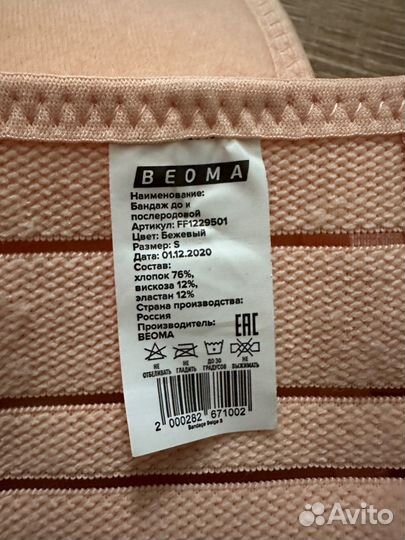 BEOMA
Наименование:
Бандаж до и
послеродовой
Артикул: FF1229501
Цвет: Бежевый
Размер: S
Дата: 01.12.2020
Состав:
хлопок 76%,
вискоза 12%,
эластан 12%
Страна производства:
Россия
Производитель:
BEOMA
EAC
НЕ ОТБЕЛИВАТЬ
НЕ ГЛАДИТЬ
ДО 30 ГРАДУСОВ
НЕ ВЫЖИМАТЬ
2 000282 671002
Bandage Beige S
Avito